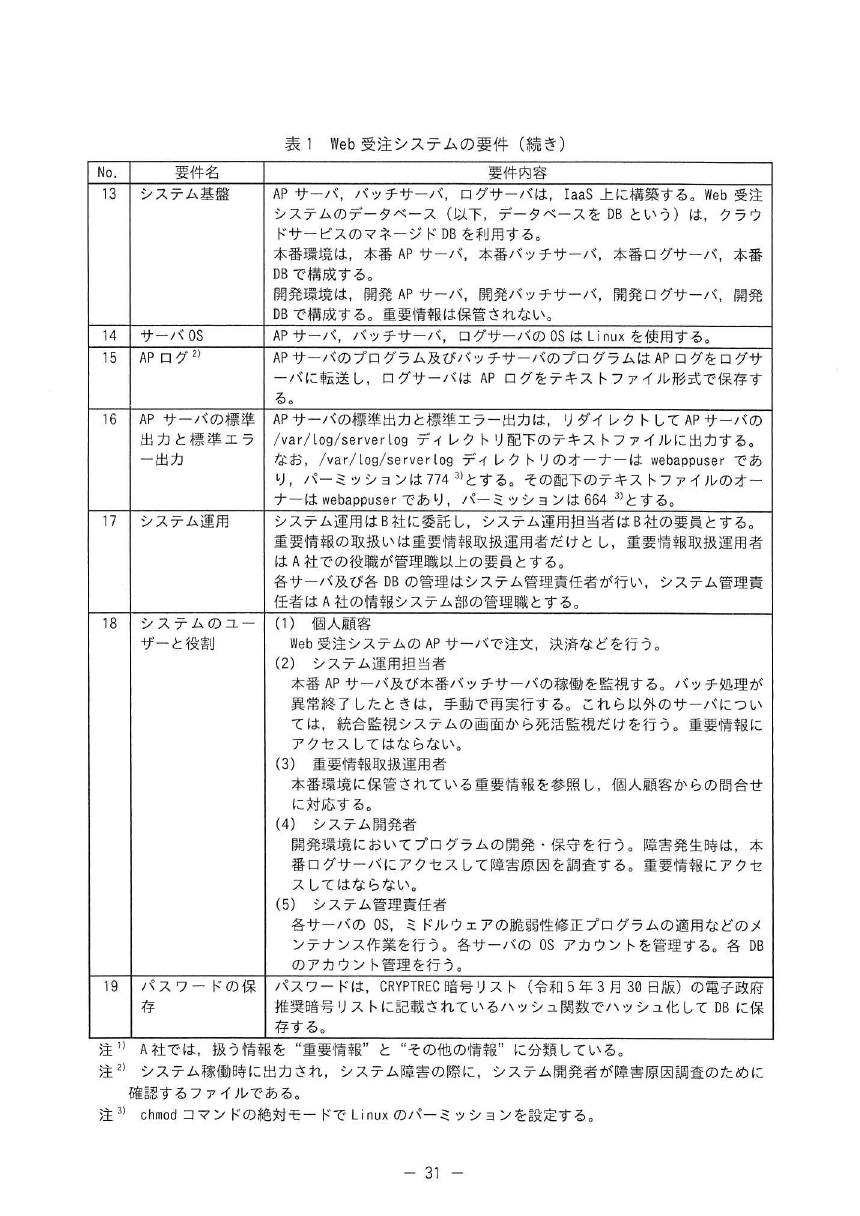 表1 Web 受注システムの要件（続き）
No. 要件名 要件内容
13 システム基盤 AP サーバ，バッチサーバ，ログサーバは，IaaS 上に構築する。Web 受注
システムのデータベース（以下，データベースを DB という）は，クラウ
ドサービスのマネージド DB を利用する。
本番環境は，本番 AP サーバ，本番バッチサーバ，本番ログサーバ，本番
DB で構成する。
開発環境は，開発 AP サーバ，開発バッチサーバ，開発ログサーバ，開発
DB で構成する。重要情報は保管されない。
14 サーバ OS AP サーバ，バッチサーバ，ログサーバの OS は Linux を使用する。
15 AP ログ 2) AP サーバのプログラム及びバッチサーバのプログラムは AP ログをログサ
ーバに転送し，ログサーバは AP ログをテキストファイル形式で保存す
る。
16 AP サーバの標準 AP サーバの標準出力と標準エラー出力は，リダイレクトして AP サーバの
出力と標準エラ /var/log/serverlog ディレクトリ配下のテキストファイルに出力する。
ー出力 なお，/var/log/serverlog ディレクトリのオーナーは webappuser であ
り，パーミッションは 774 3)とする。その配下のテキストファイルのオー
ナーは webappuser であり，パーミッションは 664 3)とする。
17 システム運用 システム運用は B 社に委託し，システム運用担当者は B 社の要員とする。
重要情報の取扱いは重要情報取扱運用者だけとし，重要情報取扱運用者
は A 社での役職が管理職以上の要員とする。
各サーバ及び各 DB の管理はシステム管理責任者が行い，システム管理責
任者は A 社の情報システム部の管理職とする。
18 システムのユー (1) 個人顧客
ザーと役割 Web 受注システムの AP サーバで注文，決済などを行う。
(2) システム運用担当者
本番 AP サーバ及び本番バッチサーバの稼働を監視する。バッチ処理が
異常終了したときは，手動で再実行する。これら以外のサーバについ
ては，統合監視システムの画面から死活監視だけを行う。重要情報に
アクセスしてはならない。
(3) 重要情報取扱運用者
本番環境に保管されている重要情報を参照し，個人顧客からの問合せ
に対応する。
(4) システム開発者
開発環境においてプログラムの開発・保守を行う。障害発生時は，本
番ログサーバにアクセスして障害原因を調査する。重要情報にアクセ
スしてはならない。
(5) システム管理責任者
各サーバの OS，ミドルウェアの脆弱性修正プログラムの適用などのメ
ンテナンス作業を行う。各サーバの OS アカウントを管理する。各 DB
のアカウント管理を行う。
19 パスワードの保 パスワードは，CRYPTREC 暗号リスト（令和 5 年 3 月 30 日版）の電子政府
存 推奨暗号リストに記載されているハッシュ関数でハッシュ化して DB に保
存する。
注 1) A 社では，扱う情報を“重要情報”と“その他の情報”に分類している。
注 2) システム稼働時に出力され，システム障害の際に，システム開発者が障害原因調査のために
確認するファイルである。
注 3) chmod コマンドの絶対モードで Linux のパーミッションを設定する。
— 31 —